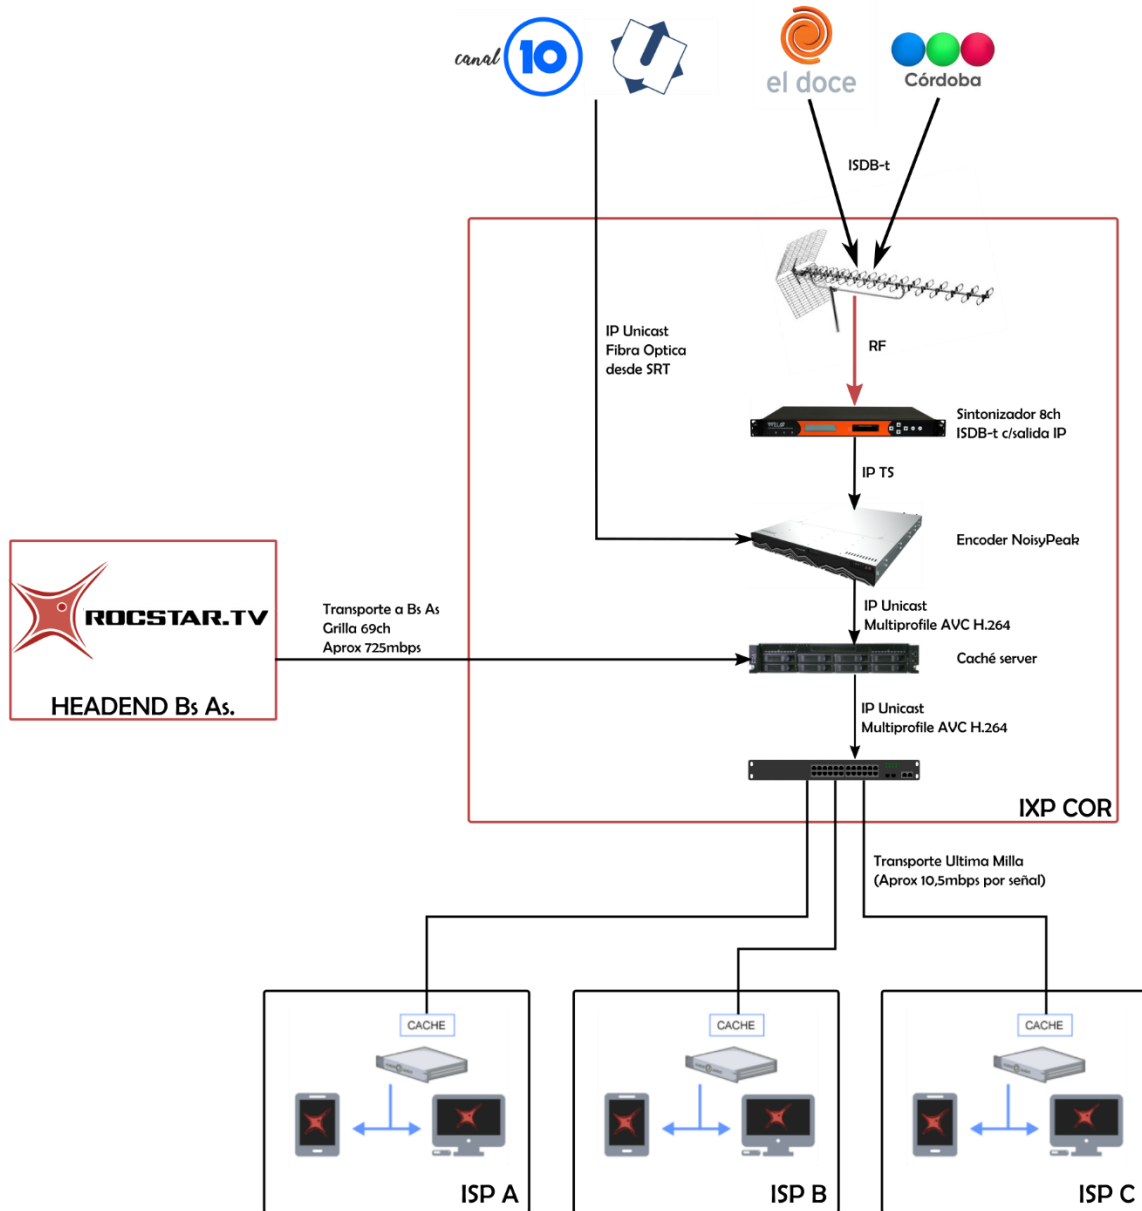 canal 10
el doce
Córdoba
ISDB-t
IP Unicast
Fibra Optica
desde SRT
RF
Sintonizador 8ch
ISDB-t c/salida IP
IP TS
Encoder NoisyPeak
ROCSTAR.TV
HEADEND Bs As.
Transporte a Bs As
Grilla 69ch
Aprox 725mbps
IP Unicast
Multiprofile AVC H.264
Caché server
IP Unicast
Multiprofile AVC H.264
IXP COR
Transporte Ultima Milla
(Aprox 10,5mbps por señal)
CACHE
CACHE
CACHE
ISP A
ISP B
ISP C